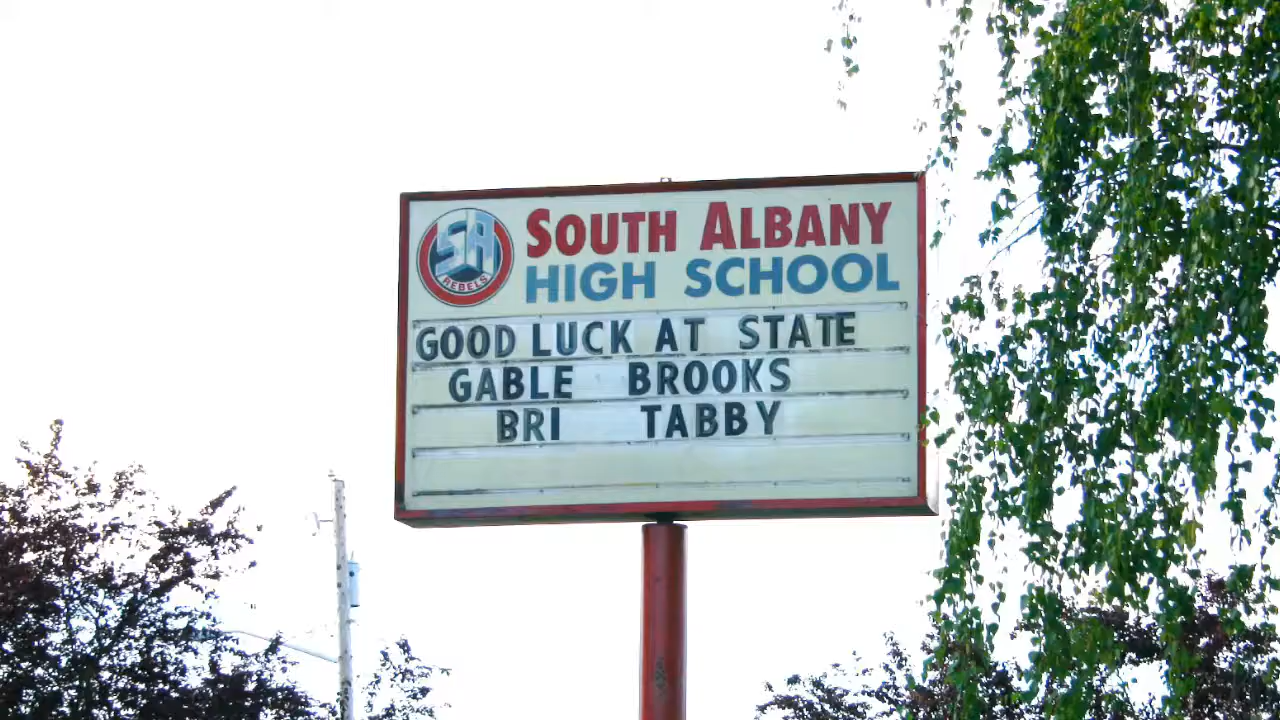 SA
REBELS
SOUTH ALBANY
HIGH SCHOOL
GOOD LUCK AT STATE
GABLE BROOKS
BRI TABBY